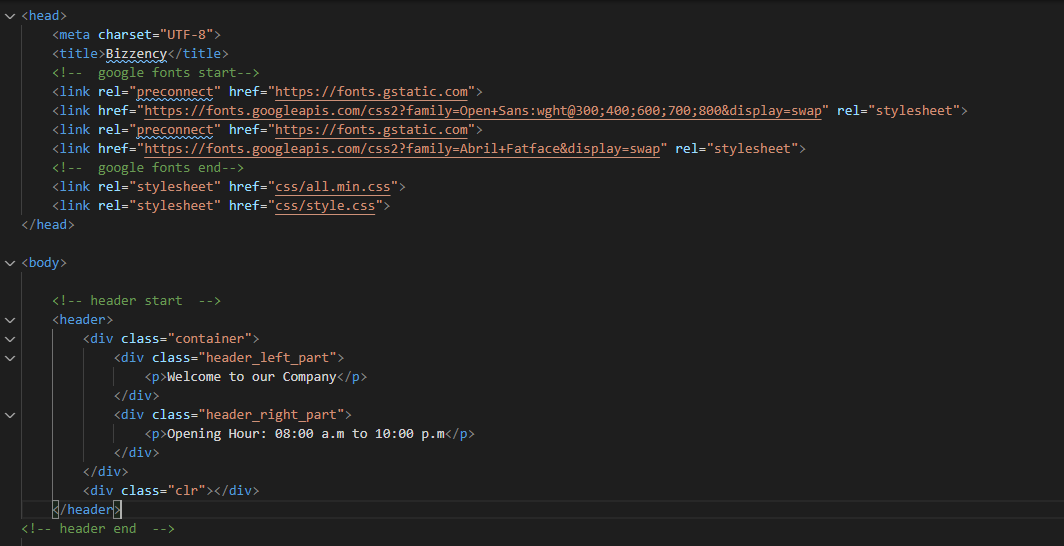 <head>
    <meta charset="UTF-8">
    <title>Bizzency</title>
    <!--  google fonts start-->
    <link rel="preconnect" href="https://fonts.gstatic.com">
    <link href="https://fonts.googleapis.com/css2?family=Open+Sans:wght@300;400;600;700;800&display=swap" rel="stylesheet">
    <link rel="preconnect" href="https://fonts.gstatic.com">
    <link href="https://fonts.googleapis.com/css2?family=Abril+Fatface&display=swap" rel="stylesheet">
    <!--  google fonts end-->
    <link rel="stylesheet" href="css/all.min.css">
    <link rel="stylesheet" href="css/style.css">
</head>

<body>

    <!-- header start  -->
    <header>
        <div class="container">
            <div class="header_left_part">
                <p>Welcome to our Company</p>
            </div>
            <div class="header_right_part">
                <p>Opening Hour: 08:00 a.m to 10:00 p.m</p>
            </div>
        </div>
        <div class="clr"></div>
    </header>
<!-- header end  -->